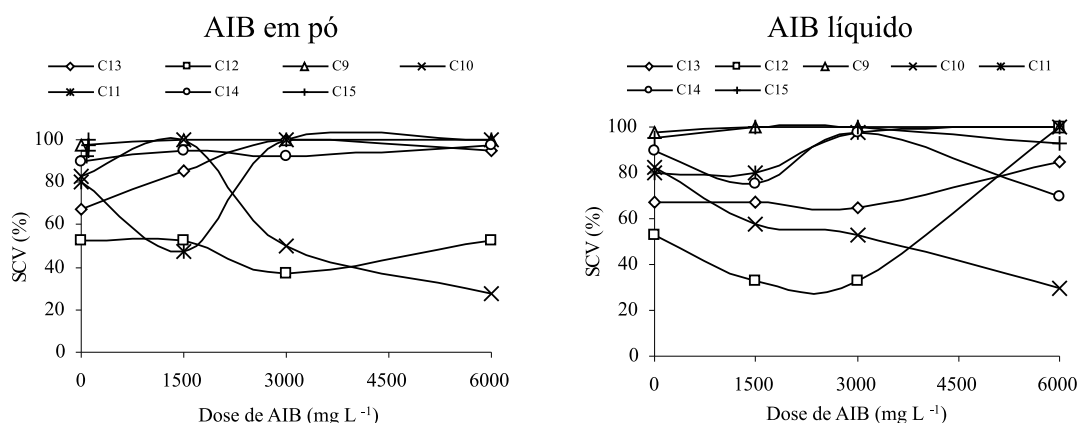 AIB em pó
C13 C12 C9 C10
C11 C14 C15
100
80
60
40
20
0
SCV (%)
0 1500 3000 4500 6000
Dose de AIB (mg L -1)
AIB líquido
C13 C12 C9 C10 C11
C14 C15
100
80
60
40
20
0
SCV (%)
0 1500 3000 4500 6000
Dose de AIB (mg L -1)